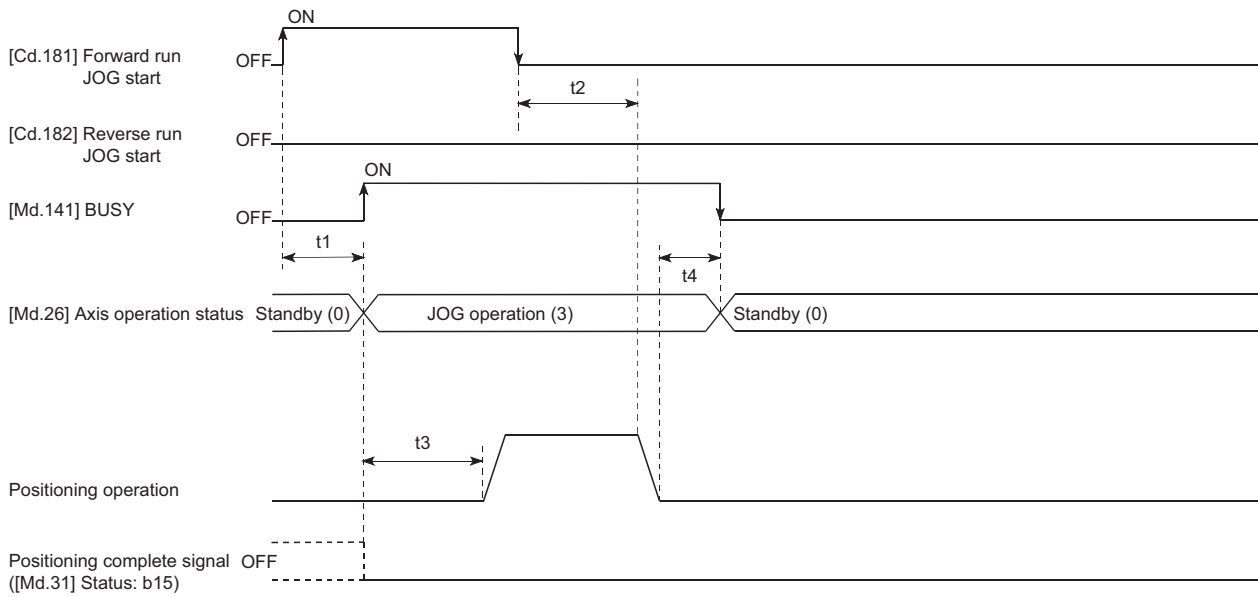 ON
[Cd.181] Forward run
JOG start
OFF
t2
[Cd.182] Reverse run
JOG start
OFF
ON
[Md.141] BUSY
OFF
t1
t4
[Md.26] Axis operation status
Standby (0)
JOG operation (3)
Standby (0)
t3
Positioning operation
Positioning complete signal
([Md.31] Status: b15)
OFF